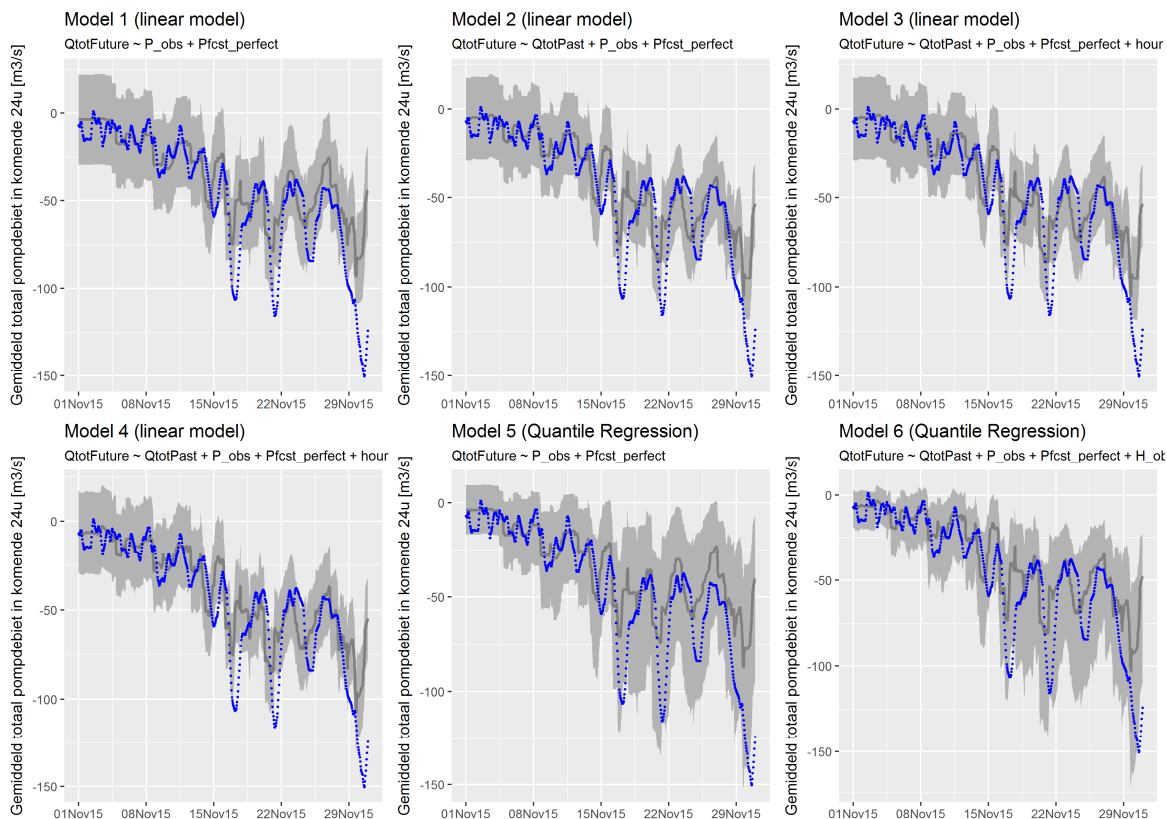 Model 1 (linear model)
QtotFuture ~ P_obs + Pfcst_perfect
Gemiddeld totaal pompdebiet in komende 24u [m3/s]
0
-50
-100
-150
01Nov15 08Nov15 15Nov15 22Nov15 29Nov15
Model 2 (linear model)
QtotFuture ~ QtotPast + P_obs + Pfcst_perfect
Gemiddeld totaal pompdebiet in komende 24u [m3/s]
0
-50
-100
-150
01Nov15 08Nov15 15Nov15 22Nov15 29Nov15
Model 3 (linear model)
QtotFuture ~ QtotPast + P_obs + Pfcst_perfect + hour
Gemiddeld totaal pompdebiet in komende 24u [m3/s]
0
-50
-100
-150
01Nov15 08Nov15 15Nov15 22Nov15 29Nov15
Model 4 (linear model)
QtotFuture ~ QtotPast + P_obs + Pfcst_perfect + hour
Gemiddeld totaal pompdebiet in komende 24u [m3/s]
0
-50
-100
-150
01Nov15 08Nov15 15Nov15 22Nov15 29Nov15
Model 5 (Quantile Regression)
QtotFuture ~ P_obs + Pfcst_perfect
Gemiddeld totaal pompdebiet in komende 24u [m3/s]
0
-50
-100
-150
01Nov15 08Nov15 15Nov15 22Nov15 29Nov15
Model 6 (Quantile Regression)
QtotFuture ~ QtotPast + P_obs + Pfcst_perfect + H_ob
Gemiddeld totaal pompdebiet in komende 24u [m3/s]
0
-50
-100
-150
01Nov15 08Nov15 15Nov15 22Nov15 29Nov15